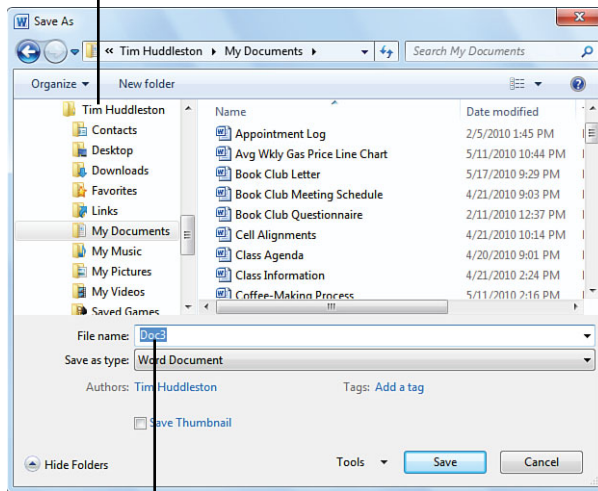 Save As
« Tim Huddleston ▸ My Documents ▸ Search My Documents
Organize ▾ New folder
Tim Huddleston
Contacts
Desktop
Downloads
Favorites
Links
My Documents
My Music
My Pictures
My Videos
Saved Games
Name Date modified
Appointment Log 2/5/2010 1:45 PM
Avg Wkly Gas Price Line Chart 5/11/2010 10:44 PM
Book Club Letter 5/17/2010 9:29 PM
Book Club Meeting Schedule 4/21/2010 9:03 PM
Book Club Questionnaire 2/11/2010 12:37 PM
Cell Alignments 4/21/2010 10:14 PM
Class Agenda 4/20/2010 9:01 PM
Class Information 4/21/2010 2:24 PM
Coffee-Making Process 5/11/2010 2:16 PM
File name: Doc3
Save as type: Word Document
Authors: Tim Huddleston Tags: Add a tag
Save Thumbnail
Hide Folders Tools ▾ Save Cancel